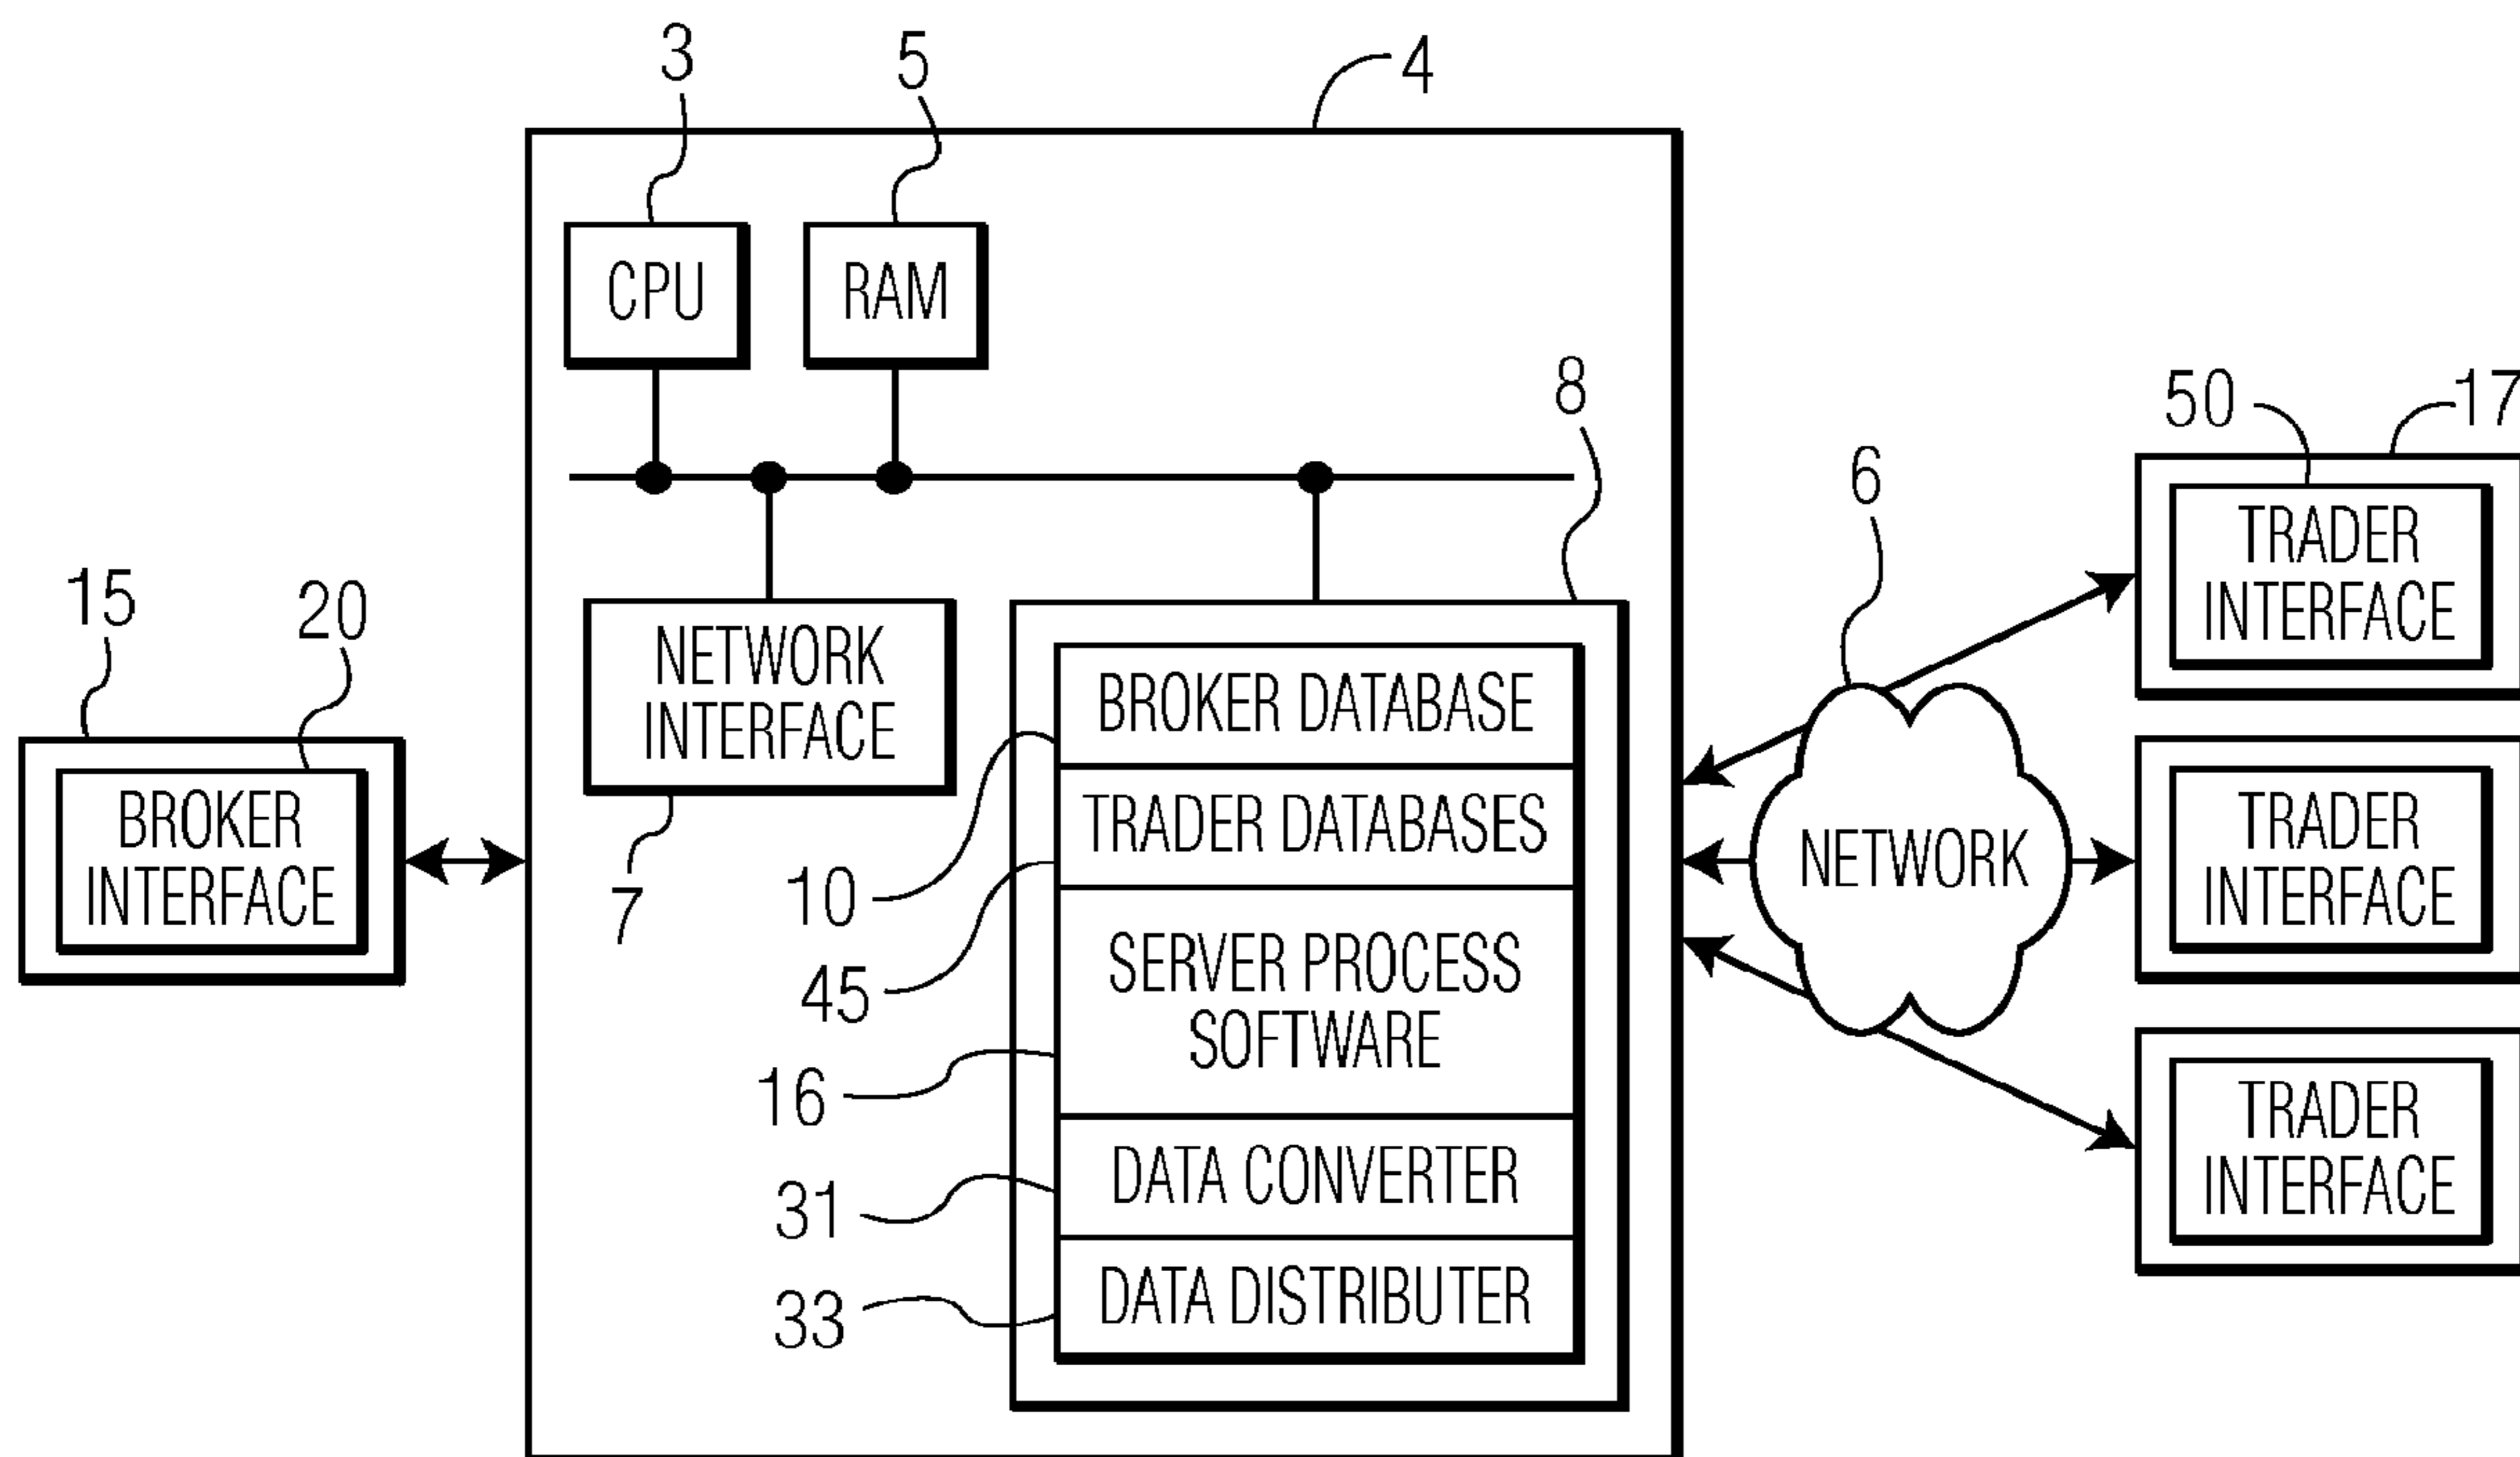 3
5
4
CPU
RAM
8
50
17
6
TRADER
INTERFACE
15
20
NETWORK
INTERFACE
BROKER DATABASE
BROKER
INTERFACE
7
TRADER DATABASES
10
NETWORK
TRADER
INTERFACE
45
SERVER PROCESS
SOFTWARE
16
TRADER
INTERFACE
DATA CONVERTER
31
DATA DISTRIBUTER
33